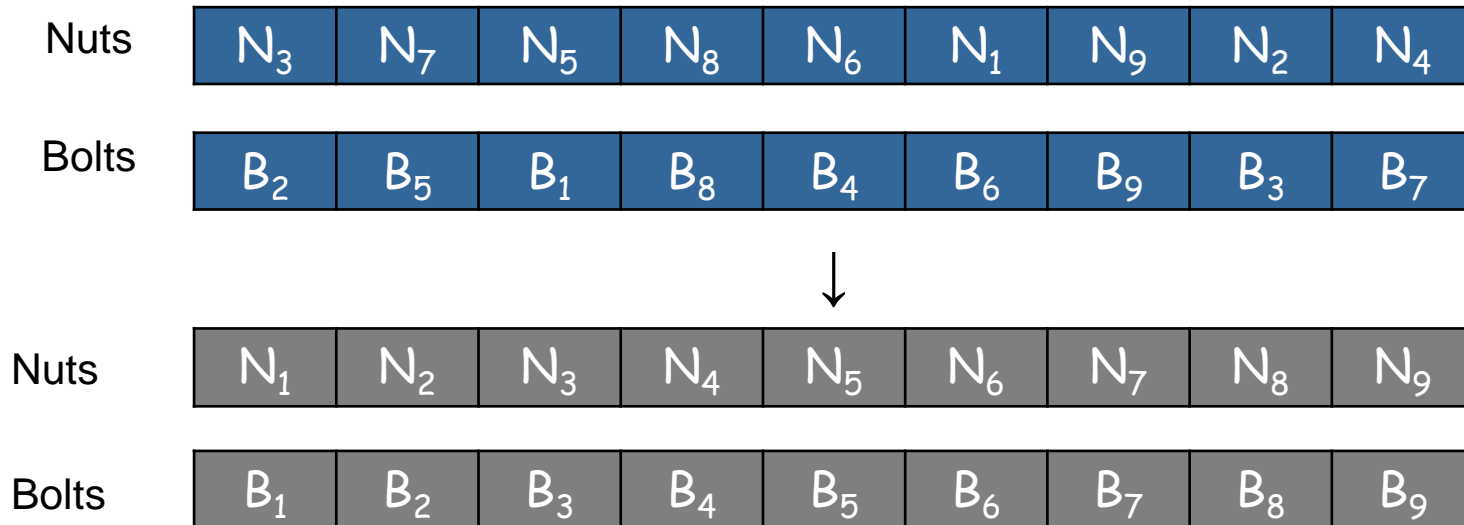 Nuts N₃ N₇ N₅ N₈ N₆ N₁ N₉ N₂ N₄
Bolts B₂ B₅ B₁ B₈ B₄ B₆ B₉ B₃ B₇
↓
Nuts N₁ N₂ N₃ N₄ N₅ N₆ N₇ N₈ N₉
Bolts B₁ B₂ B₃ B₄ B₅ B₆ B₇ B₈ B₉